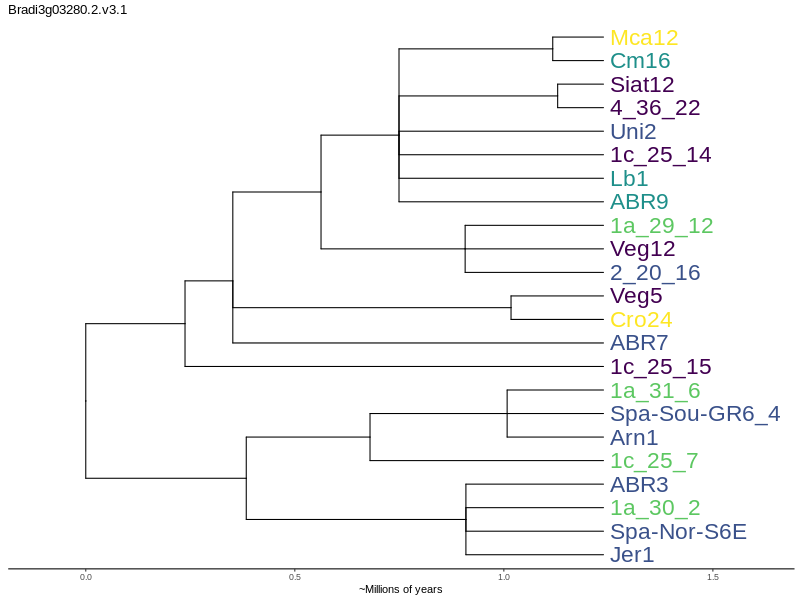 Bradi3g03280.2.v3.1
Mca12
Cm16
Siat12
4_36_22
Uni2
1c_25_14
Lb1
ABR9
1a_29_12
Veg12
2_20_16
Veg5
Cro24
ABR7
1c_25_15
1a_31_6
Spa-Sou-GR6_4
Arn1
1c_25_7
ABR3
1a_30_2
Spa-Nor-S6E
Jer1
0.0 0.5 1.0 1.5
~Millions of years